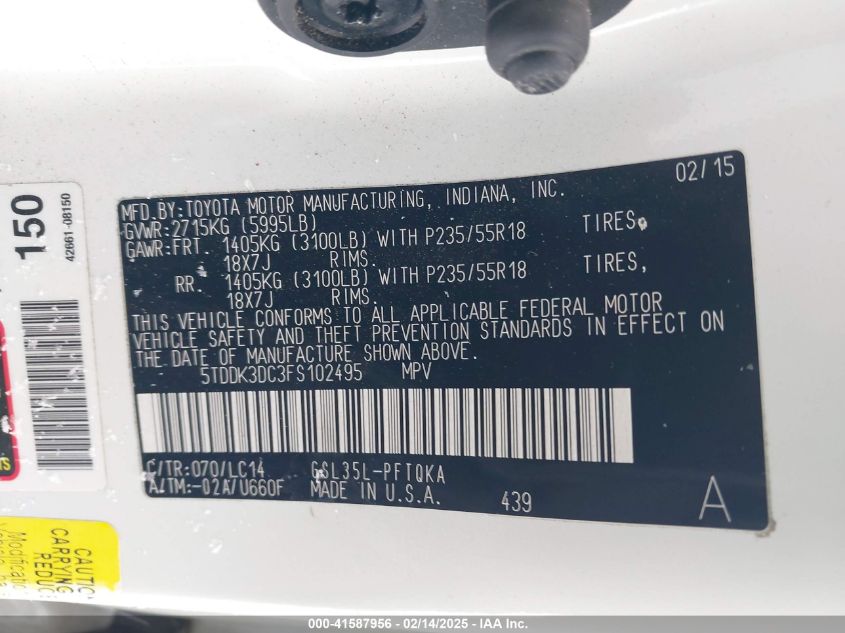 02/15
MFD.BY:TOYOTA MOTOR MANUFACTURING, INDIANA, INC.
GVWR:2715KG (5995LB)
GAWR:FRT. 1405KG (3100LB) WITH P235/55R18 TIRES,
18X7J RIMS.
RR. 1405KG (3100LB) WITH P235/55R18 TIRES,
18X7J RIMS.
THIS VEHICLE CONFORMS TO ALL APPLICABLE FEDERAL MOTOR
VEHICLE SAFETY AND THEFT PREVENTION STANDARDS IN EFFECT ON
THE DATE OF MANUFACTURE SHOWN ABOVE.
5TDDK3DC3FS102495 MPV
C/TR:070/LC14 GSL35L-PFTQKA
A/TM:-02A/U660F MADE IN U.S.A. 439 A
150
42661-08150
CAUTION
CARRYING
REDUCE
Modificatio
000-41587956 - 02/14/2025 - IAA Inc.